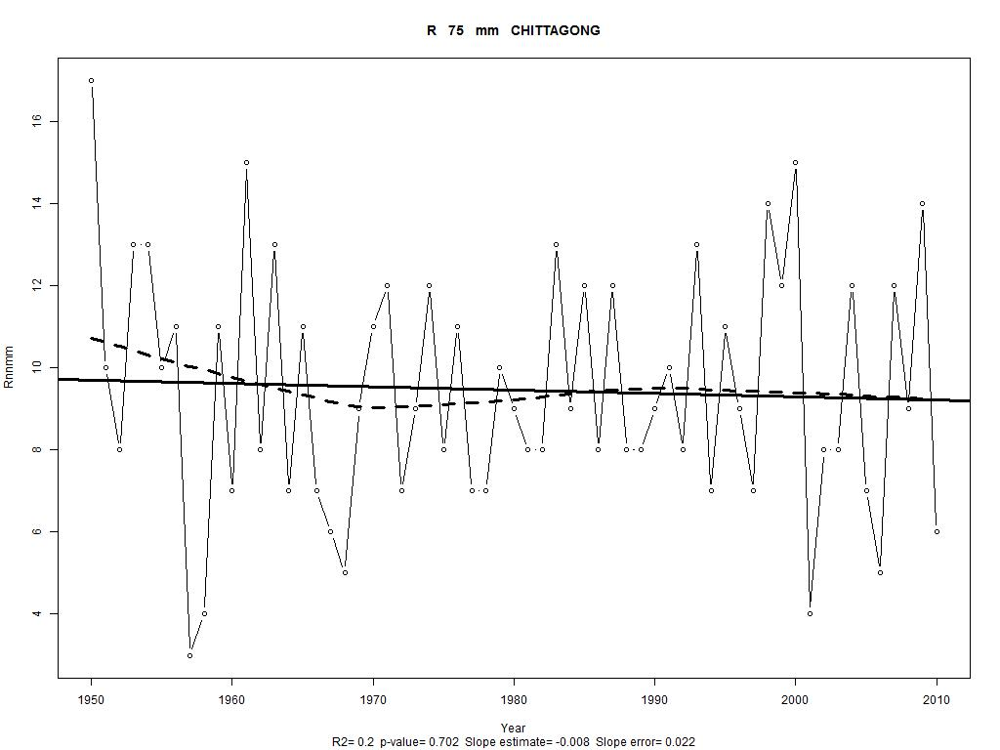 R 75 mm CHITTAGONG
Rnnmm
16
14
12
10
8
6
4
1950 1960 1970 1980 1990 2000 2010
Year
R2= 0.2 p-value= 0.702 Slope estimate= -0.008 Slope error= 0.022